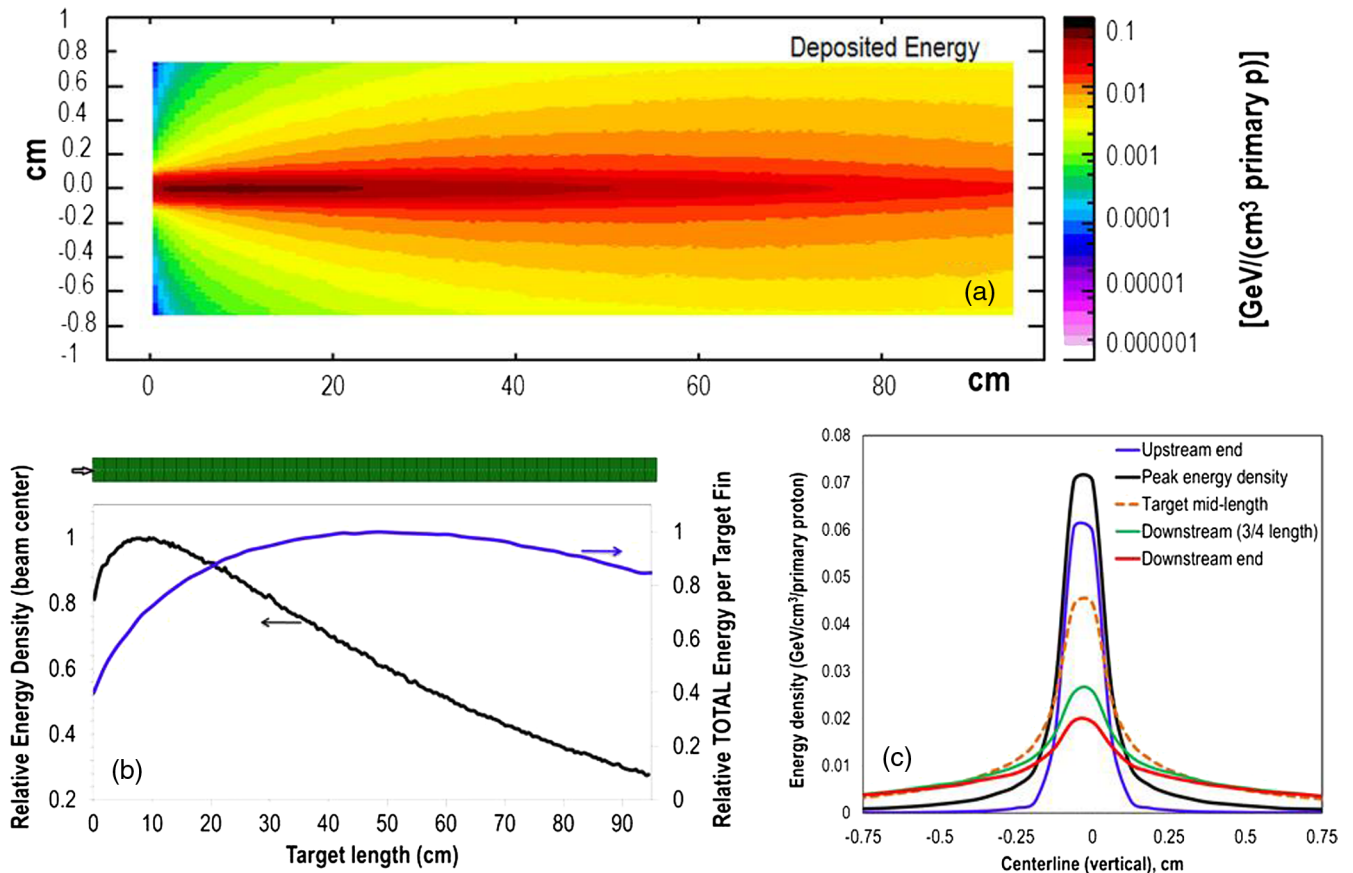 1
0.8
0.6
0.4
0.2
0.0
-0.2
-0.4
-0.6
-0.8
-1
cm
Deposited Energy
(a)
0
20
40
60
80
cm
0.1
0.01
0.001
0.0001
0.00001
0.000001
[GeV/(cm³ primary p)]
Relative Energy Density (beam center)
1
0.8
0.6
0.4
0.2
(b)
0 10 20 30 40 50 60 70 80 90
Target length (cm)
1
0.8
0.6
0.4
0.2
0
Relative TOTAL Energy per Target Fin
Energy density (GeV/cm³/primary proton)
0.08
0.07
0.06
0.05
0.04
0.03
0.02
0.01
0
Upstream end
Peak energy density
Target mid-length
Downstream (3/4 length)
Downstream end
(c)
-0.75 -0.5 -0.25 0 0.25 0.5 0.75
Centerline (vertical), cm